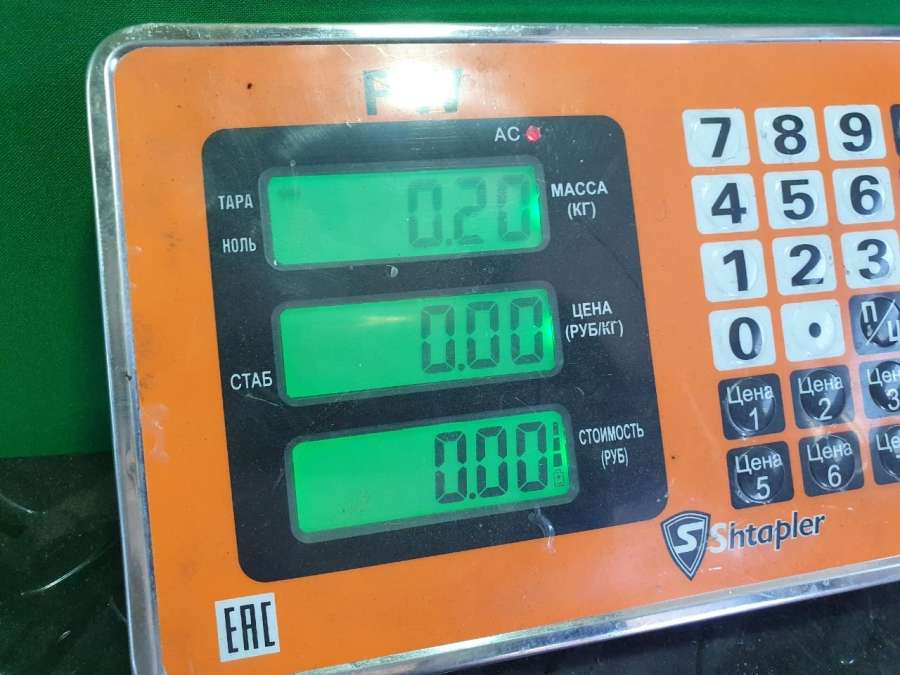 AC
ТАРА
НОЛЬ
0.20
МАССА
(КГ)
СТАБ
0.00
ЦЕНА
(РУБ/КГ)
0.00
СТОИМОСТЬ
(РУБ)
7 8 9
4 5 6
1 2 3
0 .
Цена 1
Цена 2
Цена 5
Цена 6
S Shtapler
EAC